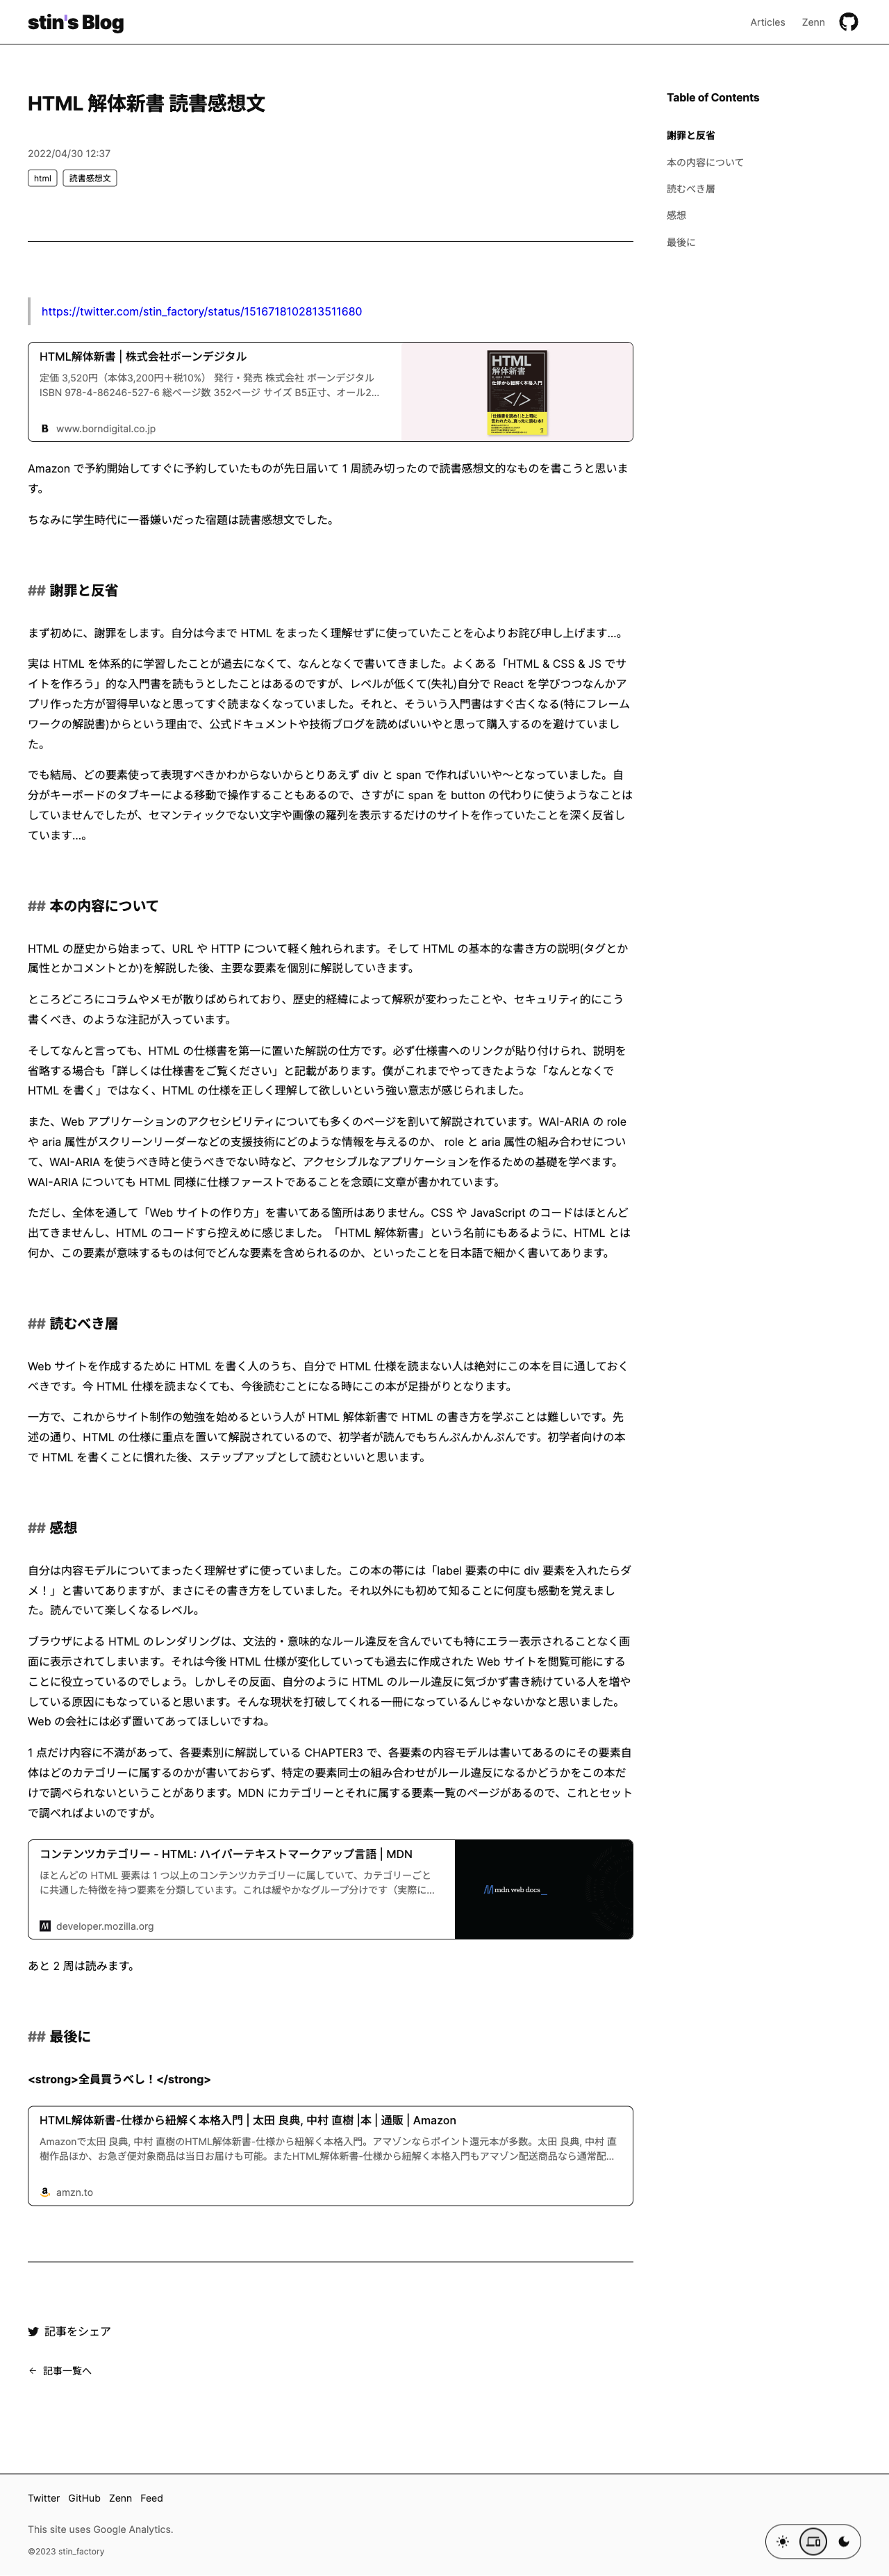 stin's Blog
Articles
Zenn
HTML 解体新書 読書感想文
2022/04/30 12:37
html
読書感想文
Table of Contents
謝罪と反省
本の内容について
読むべき層
感想
最後に
https://twitter.com/stin_factory/status/1516718102813511680
HTML解体新書 | 株式会社ボーンデジタル
定価 3,520円（本体3,200円＋税10%） 発行・発売 株式会社 ボーンデジタル
ISBN 978-4-86246-527-6 総ページ数 352ページ サイズ B5正寸、オール2...
www.borndigital.co.jp
HTML
解体新書
仕様から紐解く本格入門
</>
Amazon で予約開始してすぐに予約していたものが先日届いて 1 周読み切ったので読書感想文的なものを書こうと思いま
す。
ちなみに学生時代に一番嫌いだった宿題は読書感想文でした。
## 謝罪と反省
まず初めに、謝罪をします。自分は今まで HTML をまったく理解せずに使っていたことを心よりお詫び申し上げます...。
実は HTML を体系的に学習したことが過去になくて、なんとなくで書いてきました。よくある「HTML & CSS & JS でサ
イトを作ろう」的な入門書を読もうとしたことはあるのですが、レベルが低くて(失礼)自分で React を学びつつなんかア
プリ作った方が習得早いなと思ってすぐ読まなくなっていました。それと、そういう入門書はすぐ古くなる(特にフレーム
ワークの解説書)からという理由で、公式ドキュメントや技術ブログを読めばいいやと思って購入するのを避けていまし
た。
でも結局、どの要素使って表現すべきかわからないからとりあえず div と span で作ればいいや〜となっていました。自
分がキーボードのタブキーによる移動で操作することもあるので、さすがに span を button の代わりに使うようなことは
していませんでしたが、セマンティックでない文字や画像の羅列を表示するだけのサイトを作っていたことを深く反省し
ています...。
## 本の内容について
HTML の歴史から始まって、URL や HTTP について軽く触れられます。そして HTML の基本的な書き方の説明(タグとか
属性とかコメントとか)を解説した後、主要な要素を個別に解説していきます。
ところどころにコラムやメモが散りばめられており、歴史的経緯によって解釈が変わったことや、セキュリティ的にこう
書くべき、のような注記が入っています。
そしてなんと言っても、HTML の仕様書を第一に置いた解説の仕方です。必ず仕様書へのリンクが貼り付けられ、説明を
省略する場合も「詳しくは仕様書をご覧ください」と記載があります。僕がこれまでやってきたような「なんとなくで
HTML を書く」ではなく、HTML の仕様を正しく理解して欲しいという強い意志が感じられました。
また、Web アプリケーションのアクセシビリティについても多くのページを割いて解説されています。WAI-ARIA の role
や aria 属性がスクリーンリーダーなどの支援技術にどのような情報を与えるのか、 role と aria 属性の組み合わせについ
て、WAI-ARIA を使うべき時と使うべきでない時など、アクセシブルなアプリケーションを作るための基礎を学べます。
WAI-ARIA についても HTML 同様に仕様ファーストであることを念頭に文章が書かれています。
ただし、全体を通して「Web サイトの作り方」を書いてある箇所はありません。CSS や JavaScript のコードはほとんど
出てきませんし、HTML のコードすら控えめに感じました。「HTML 解体新書」という名前にもあるように、HTML とは
何か、この要素が意味するものは何でどんな要素を含められるのか、といったことを日本語で細かく書いてあります。
## 読むべき層
Web サイトを作成するために HTML を書く人のうち、自分で HTML 仕様を読まない人は絶対にこの本を目に通しておく
べきです。今 HTML 仕様を読まなくても、今後読むことになる時にこの本が足掛がりとなります。
一方で、これからサイト制作の勉強を始めるという人が HTML 解体新書で HTML の書き方を学ぶことは難しいです。先
述の通り、HTML の仕様に重点を置いて解説されているので、初学者が読んでもちんぷんかんぷんです。初学者向けの本
で HTML を書くことに慣れた後、ステップアップとして読むといいと思います。
## 感想
自分は内容モデルについてまったく理解せずに使っていました。この本の帯には「label 要素の中に div 要素を入れたらダ
メ！」と書いてありますが、まさにその書き方をしていました。それ以外にも初めて知ることに何度も感動を覚えまし
た。読んでいて楽しくなるレベル。
ブラウザによる HTML のレンダリングは、文法的・意味的なルール違反を含んでいても特にエラー表示されることなく画
面に表示されてしまいます。それは今後 HTML 仕様が変化していっても過去に作成された Web サイトを閲覧可能にする
ことに役立っているのでしょう。しかしその反面、自分のように HTML のルール違反に気づかず書き続けている人を増や
している原因にもなっていると思います。そんな現状を打破してくれる一冊になっているんじゃないかなと思いました。
Web の会社には必ず置いてあってほしいですね。
1 点だけ内容に不満があって、各要素別に解説している CHAPTER3 で、各要素の内容モデルは書いてあるのにその要素自
体はどのカテゴリーに属するのかが書いておらず、特定の要素同士の組み合わせがルール違反になるかどうかをこの本だ
けで調べられないということがあります。MDN にカテゴリーとそれに属する要素一覧のページがあるので、これとセット
で調べればよいのですが。
コンテンツカテゴリー - HTML: ハイパーテキストマークアップ言語 | MDN
ほとんどの HTML 要素は 1 つ以上のコンテンツカテゴリーに属していて、カテゴリーごと
に共通した特徴を持つ要素を分類しています。これは緩やかなグループ分けです（実際に...
developer.mozilla.org
mdn web docs_
あと 2 周は読みます。
## 最後に
<strong>全員買うべし！</strong>
HTML解体新書-仕様から紐解く本格入門 | 太田 良典, 中村 直樹 |本 | 通販 | Amazon
Amazonで太田 良典, 中村 直樹のHTML解体新書-仕様から紐解く本格入門。アマゾンならポイント還元本が多数。太田 良典, 中村 直
樹作品ほか、お急ぎ便対象商品は当日お届けも可能。またHTML解体新書-仕様から紐解く本格入門もアマゾン配送商品なら通常配...
amzn.to
記事をシェア
← 記事一覧へ
Twitter
GitHub
Zenn
Feed
This site uses Google Analytics.
©2023 stin_factory